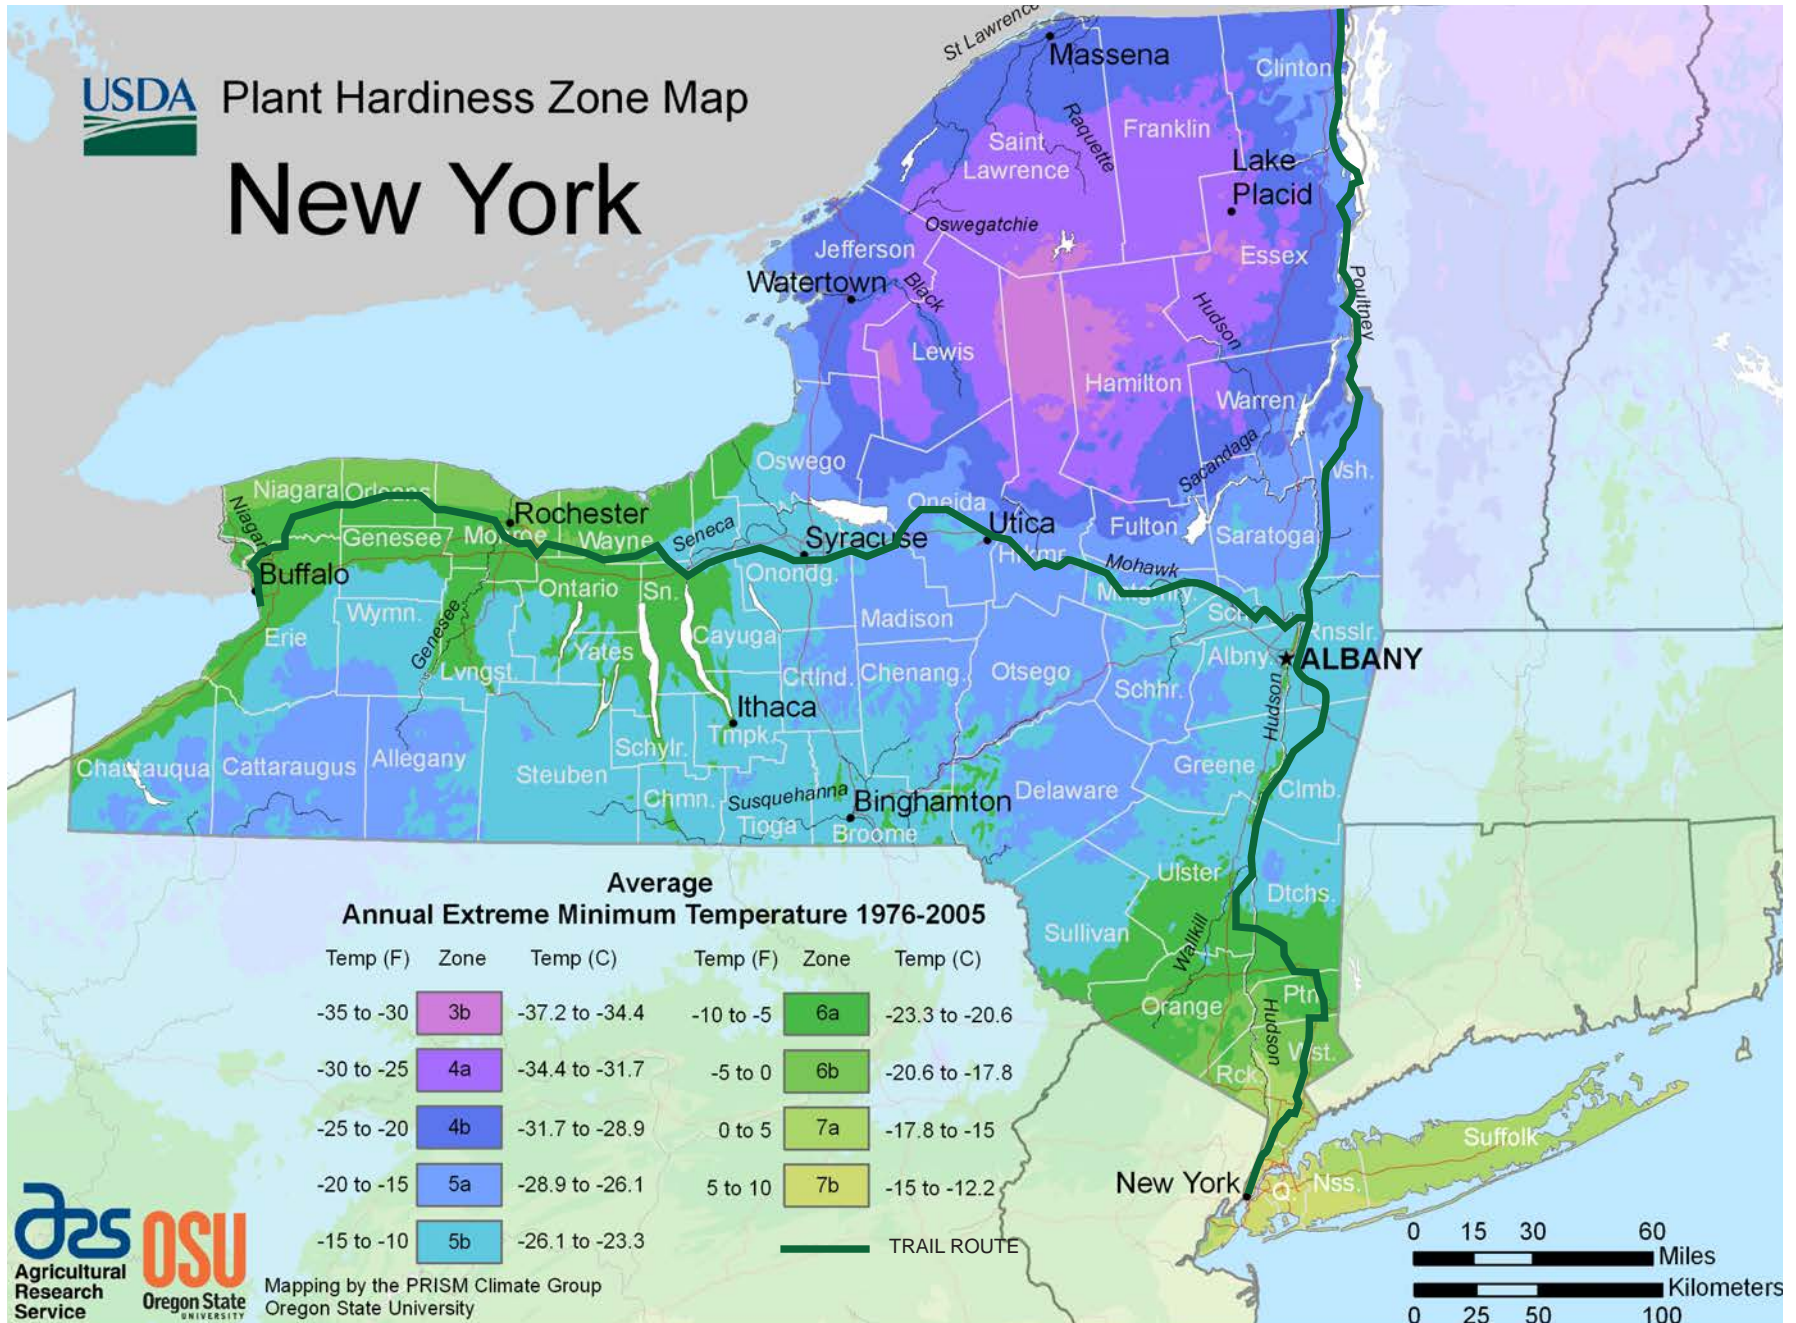 USDA
Plant Hardiness Zone Map
New York
St Lawrence
Massena
Clinton
Raquette
Franklin
Saint
Lawrence
Lake
Placid
Oswegatchie
Jefferson
Essex
Watertown
Black
Hudson
Poultney
Lewis
Hamilton
Warren
Sacandaga
Oswego
Wsh.
Niagara
Orleans
Niagara
Rochester
Oneida
Utica
Fulton
Saratoga
Genesee
Monroe
Wayne
Seneca
Syracuse
Hrkmr.
Mohawk
Buffalo
Ontario
Sn.
Onondg.
Mntgmry.
Sch.
Wymn.
Genesee
Erie
Cayuga
Madison
Rnsslr.
Yates
Albny.
ALBANY
Lvngst.
Crtlnd.
Chenang.
Otsego
Schhr.
Hudson
Ithaca
Tmpk.
Schylr.
Chautauqua
Cattaraugus
Allegany
Steuben
Greene
Chmn.
Susquehanna
Tioga
Binghamton
Broome
Delaware
Clmb.
Ulster
Dtchs.
Sullivan
Wallkill
Orange
Ptn.
Hudson
Wst.
Rck.
New York
Q.
Nss.
Suffolk
Average
Annual Extreme Minimum Temperature 1976-2005
Temp (F) Zone Temp (C) Temp (F) Zone Temp (C)
-35 to -30 3b -37.2 to -34.4 -10 to -5 6a -23.3 to -20.6
-30 to -25 4a -34.4 to -31.7 -5 to 0 6b -20.6 to -17.8
-25 to -20 4b -31.7 to -28.9 0 to 5 7a -17.8 to -15
-20 to -15 5a -28.9 to -26.1 5 to 10 7b -15 to -12.2
-15 to -10 5b -26.1 to -23.3 TRAIL ROUTE
ars
Agricultural
Research
Service
OSU
Oregon State
UNIVERSITY
Mapping by the PRISM Climate Group
Oregon State University
0 15 30 60
Miles
Kilometers
0 25 50 100